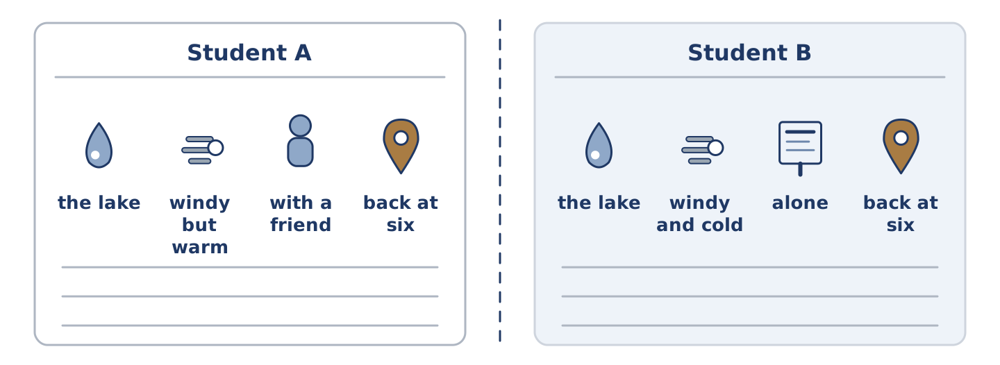 Student A
the lake
windy
but
warm
with a
friend
back at
six
Student B
the lake
windy
and cold
alone
back at
six